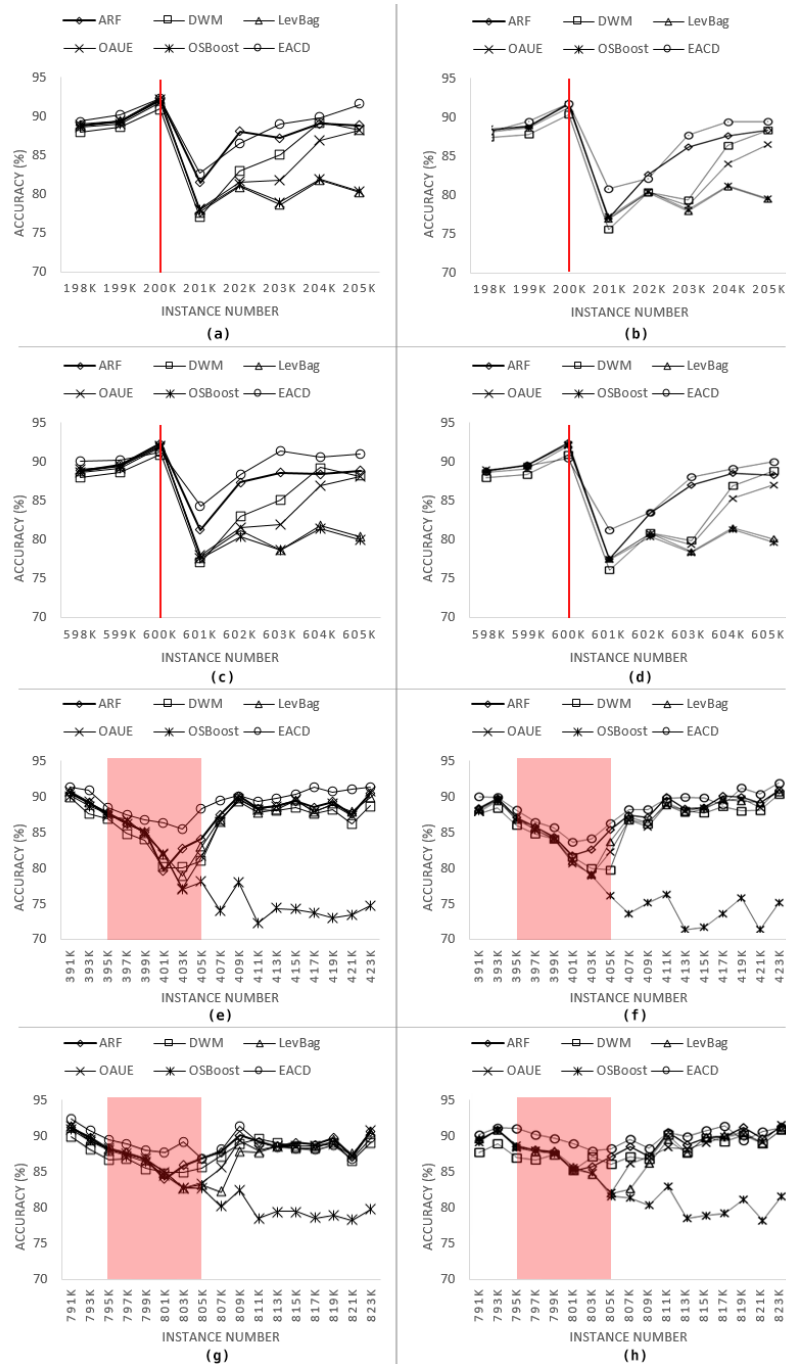 ARF DWM LevBag
OAUE OSBoost EACD
95
90
85
80
75
70
ACCURACY (%)
198K 199K 200K 201K 202K 203K 204K 205K
INSTANCE NUMBER
(a)
ARF DWM LevBag
OAUE OSBoost EACD
95
90
85
80
75
70
ACCURACY (%)
198K 199K 200K 201K 202K 203K 204K 205K
INSTANCE NUMBER
(b)
ARF DWM LevBag
OAUE OSBoost EACD
95
90
85
80
75
70
ACCURACY (%)
598K 599K 600K 601K 602K 603K 604K 605K
INSTANCE NUMBER
(c)
ARF DWM LevBag
OAUE OSBoost EACD
95
90
85
80
75
70
ACCURACY (%)
598K 599K 600K 601K 602K 603K 604K 605K
INSTANCE NUMBER
(d)
ARF DWM LevBag
OAUE OSBoost EACD
95
90
85
80
75
70
ACCURACY (%)
391K 393K 395K 397K 399K 401K 403K 405K 407K 409K 411K 413K 415K 417K 419K 421K 423K
INSTANCE NUMBER
(e)
ARF DWM LevBag
OAUE OSBoost EACD
95
90
85
80
75
70
ACCURACY (%)
391K 393K 395K 397K 399K 401K 403K 405K 407K 409K 411K 413K 415K 417K 419K 421K 423K
INSTANCE NUMBER
(f)
ARF DWM LevBag
OAUE OSBoost EACD
95
90
85
80
75
70
ACCURACY (%)
791K 793K 795K 797K 799K 801K 803K 805K 807K 809K 811K 813K 815K 817K 819K 821K 823K
INSTANCE NUMBER
(g)
ARF DWM LevBag
OAUE OSBoost EACD
95
90
85
80
75
70
ACCURACY (%)
791K 793K 795K 797K 799K 801K 803K 805K 807K 809K 811K 813K 815K 817K 819K 821K 823K
INSTANCE NUMBER
(h)